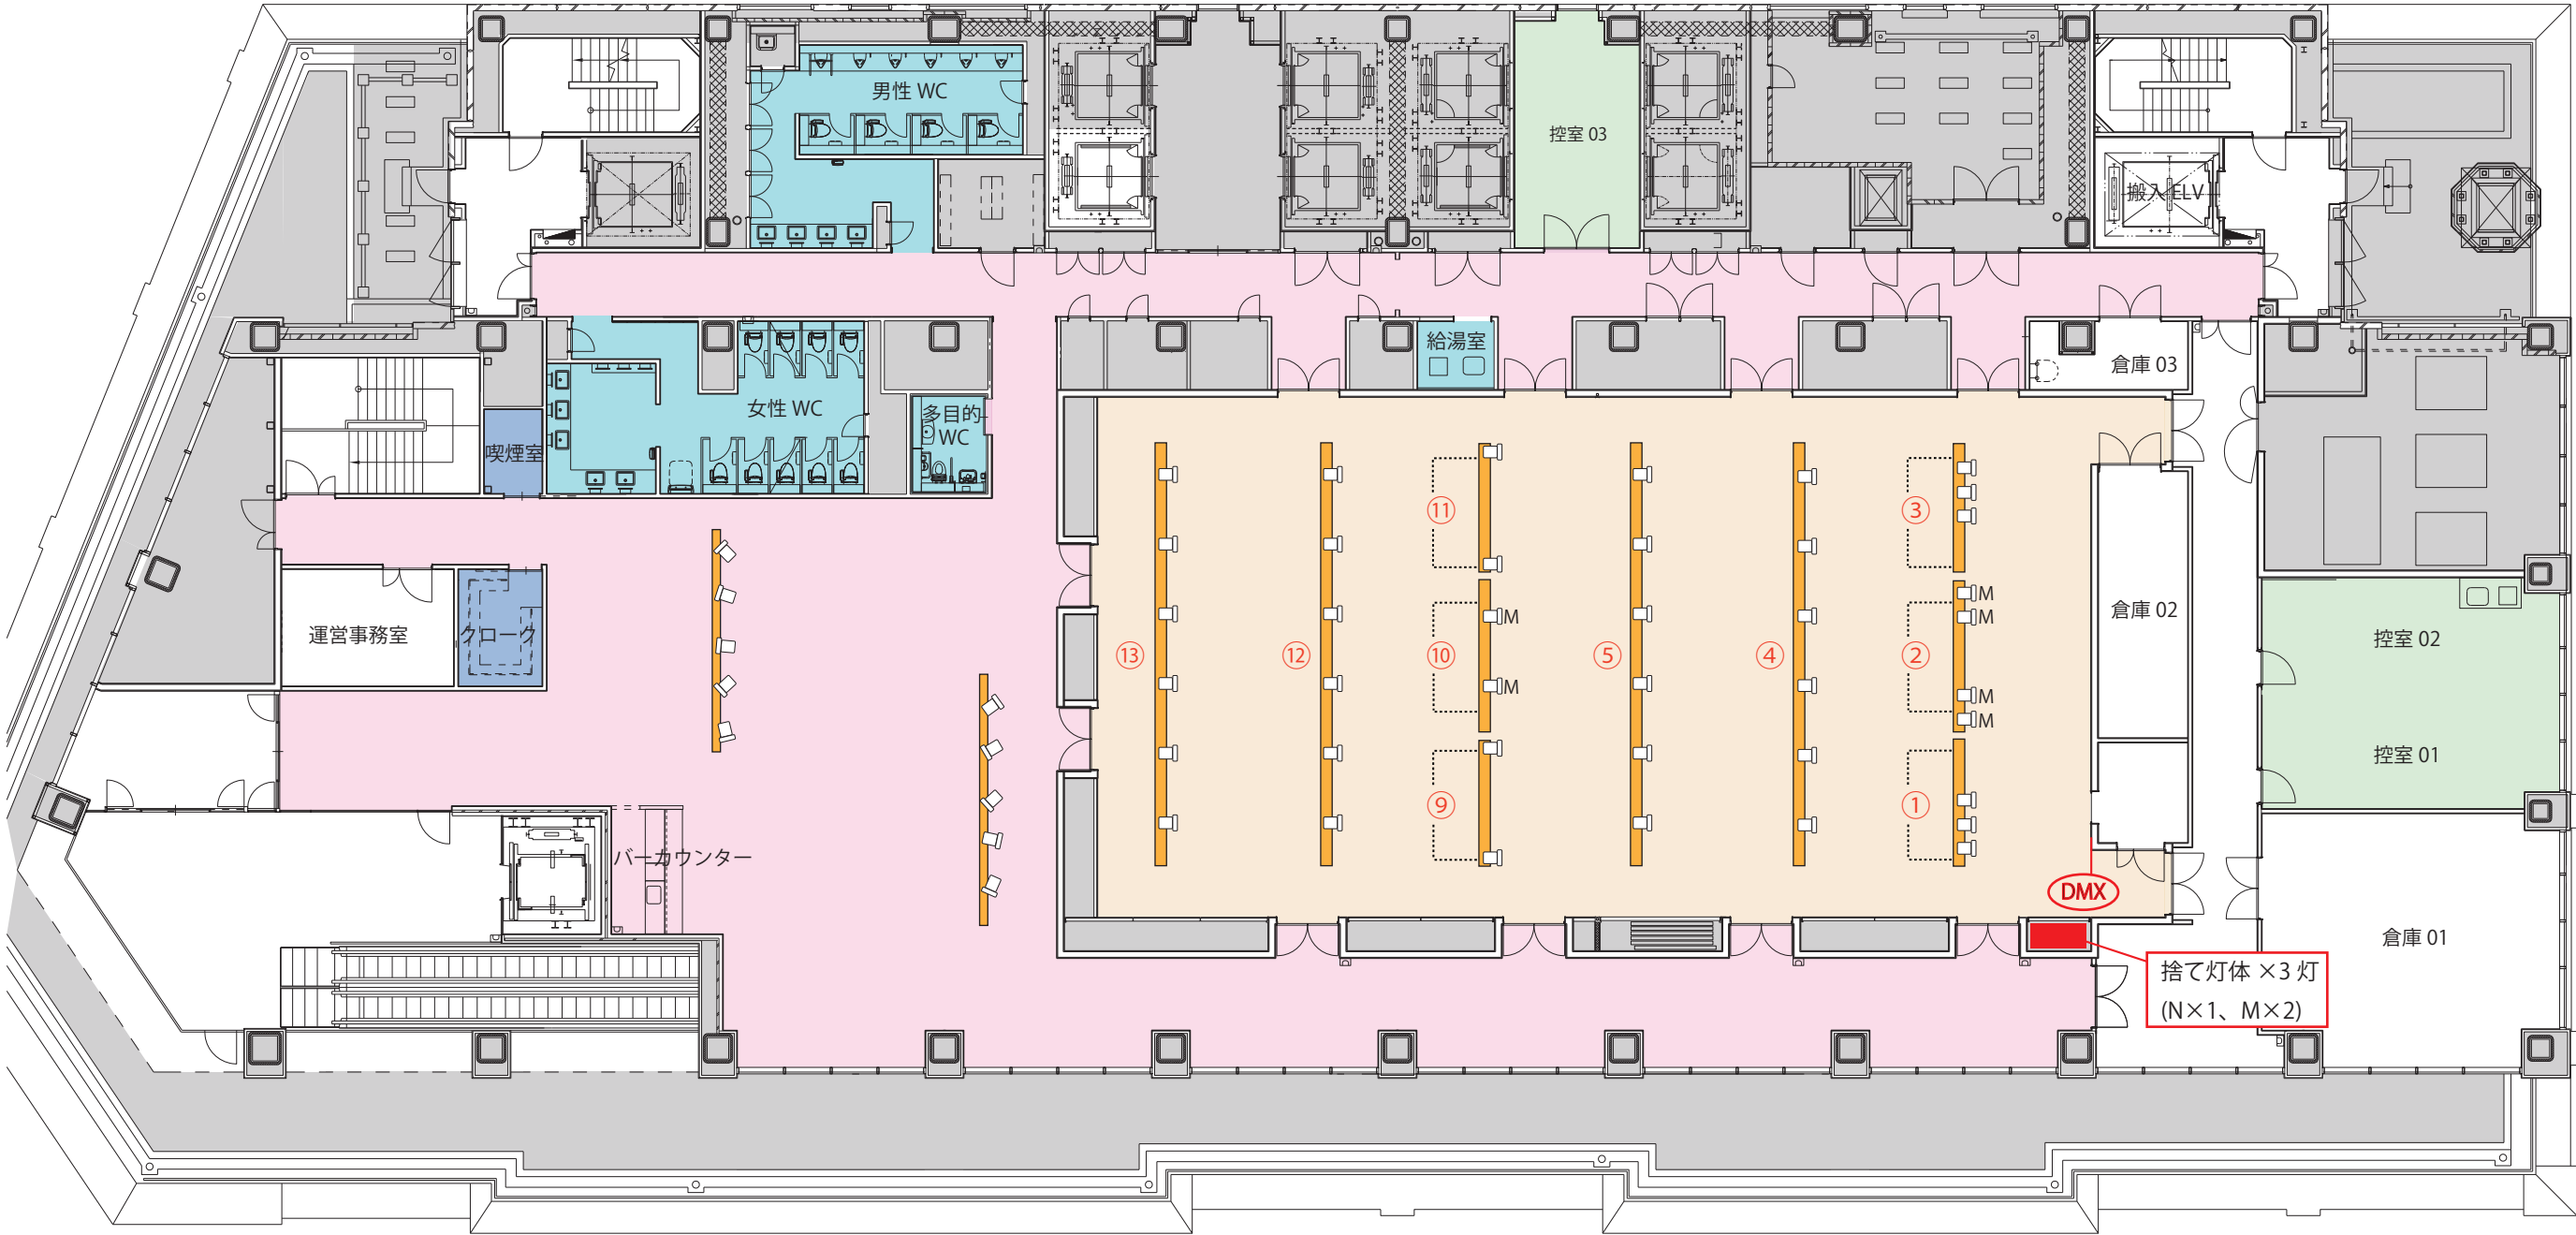 男性 WC
控室 03
搬入 ELV
給湯室
倉庫 03
女性 WC
多目的
WC
喫煙室
⑪
③
M
M
M
運営事務室
クローク
倉庫 02
控室 02
⑬
⑫
⑩
⑤
④
②
M
M
M
控室 01
⑨
①
バーカウンター
DMX
倉庫 01
捨て灯体 ×3 灯
(N×1、M×2)